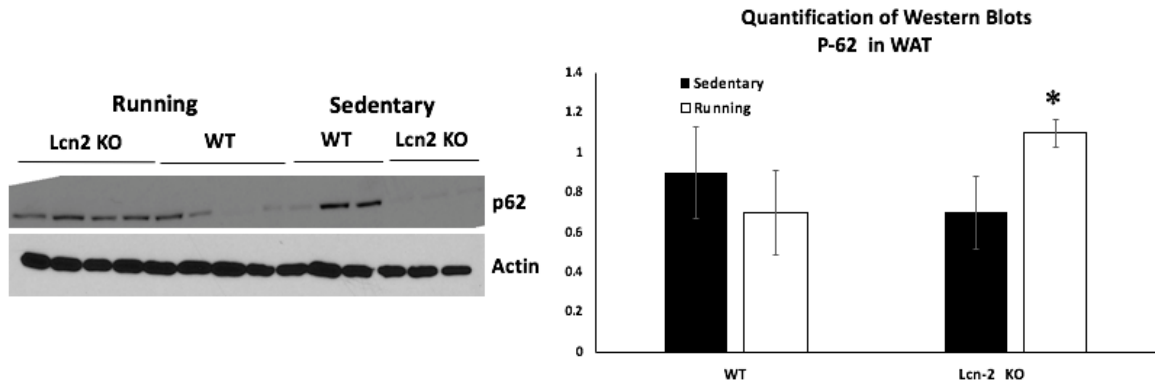 Running Sedentary
Lcn2 KO WT WT Lcn2 KO
p62
Actin
Quantification of Western Blots
P-62 in WAT
1.4
1.2
1
0.8
0.6
0.4
0.2
0
Sedentary
Running
*
WT Lcn-2 KO